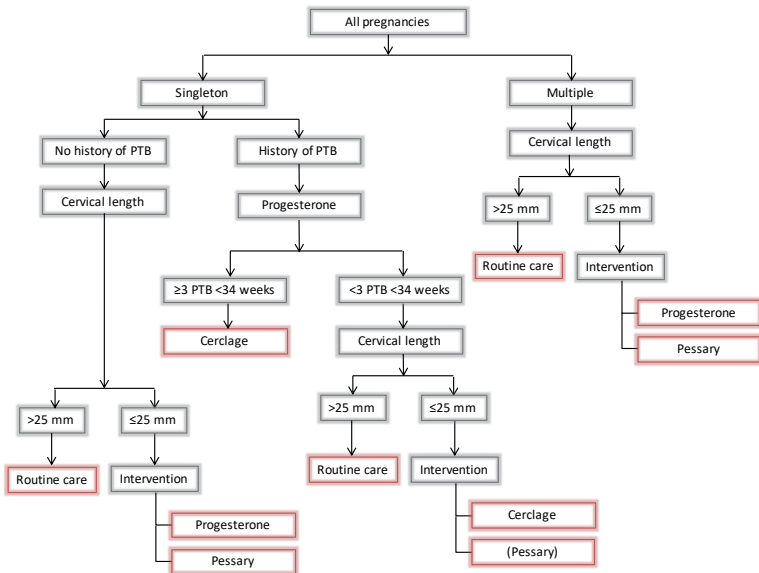 All pregnancies
Singleton
Multiple
No history of PTB
History of PTB
Cervical length
Cervical length
Progesterone
>25 mm
≤25 mm
Routine care
Intervention
≥3 PTB <34 weeks
<3 PTB <34 weeks
Progesterone
Cerclage
Cervical length
Pessary
>25 mm
≤25 mm
>25 mm
≤25 mm
Routine care
Intervention
Routine care
Intervention
Cerclage
Progesterone
(Pessary)
Pessary